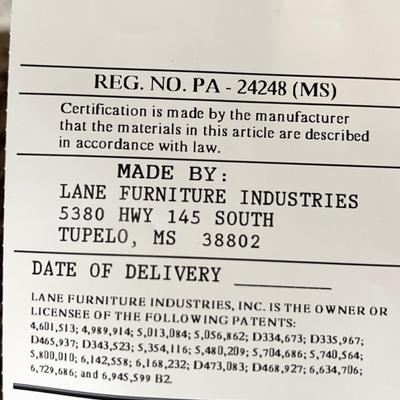 REG. NO. PA - 24248 (MS)
Certification is made by the manufacturer
that the materials in this article are described
in accordance with law.
MADE BY:
LANE FURNITURE INDUSTRIES
5380 HWY 145 SOUTH
TUPELO, MS 38802
DATE OF DELIVERY
LANE FURNITURE INDUSTRIES, INC. IS THE OWNER OR
LICENSEE OF THE FOLLOWING PATENTS:
4,601,513; 4,989,914; 5,013,084; 5,056,862; D334,673; D335,967;
D465,937; D343,523; 5,354,116; 5,480,209; 5,704,686; 5,740,564;
5,800,010; 6,142,558; 6,168,232; D473,083; D468,927; 6,634,706;
6,729,686; and 6,945,599 B2.